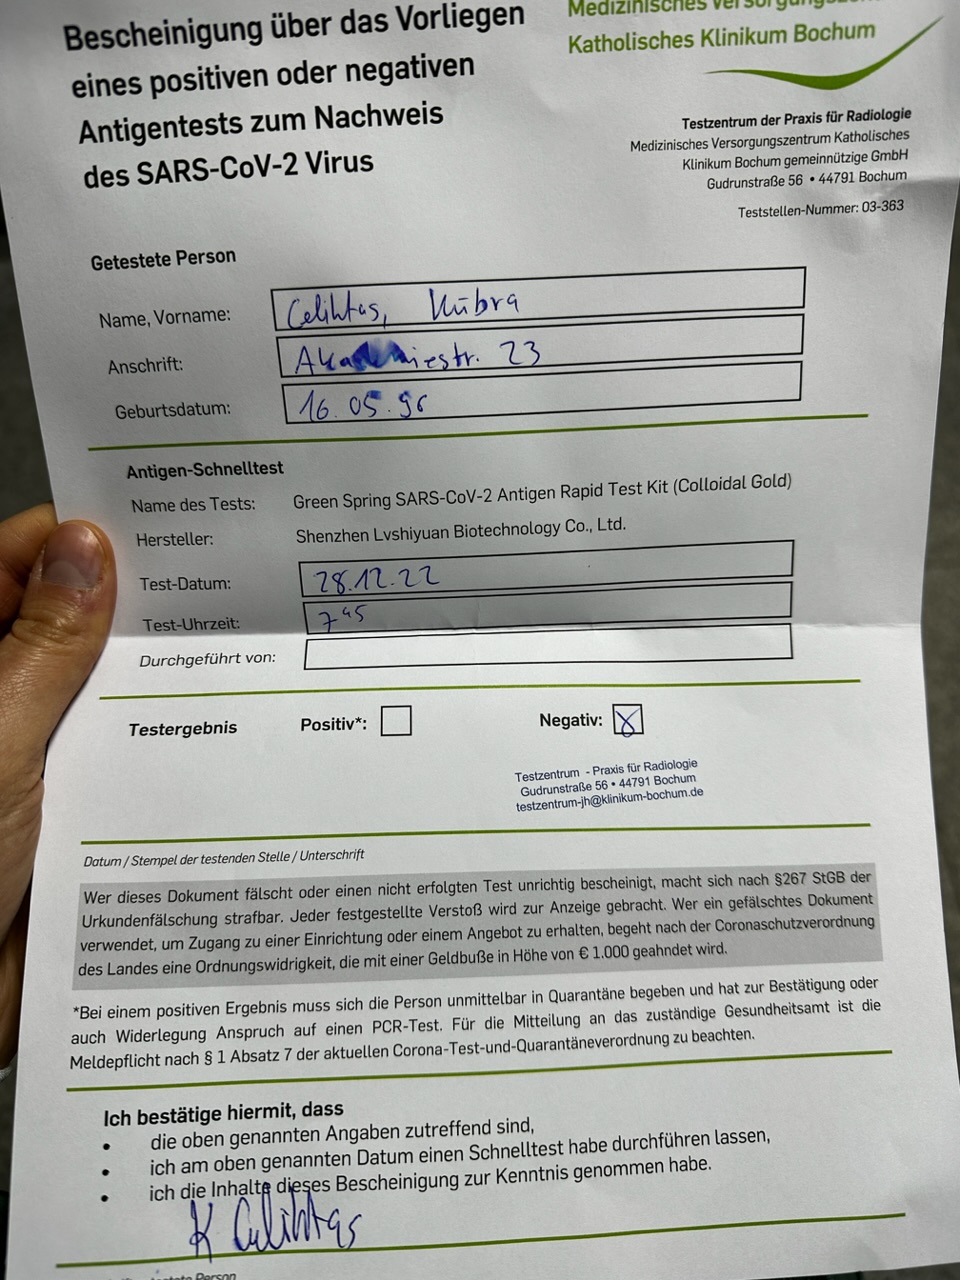 Bescheinigung über das Vorliegen
eines positiven oder negativen
Antigentests zum Nachweis
des SARS-CoV-2 Virus
Medizinisches
Katholisches Klinikum Bochum
Testzentrum der Praxis für Radiologie
Medizinisches Versorgungszentrum Katholisches
Klinikum Bochum gemeinnützige GmbH
Gudrunstraße 56 • 44791 Bochum
Teststellen-Nummer: 03-363
Getestete Person
Name, Vorname: Celihtas, Kübra
Anschrift: Akademiestr. 23
Geburtsdatum: 16.05.96
Antigen-Schnelltest
Name des Tests: Green Spring SARS-CoV-2 Antigen Rapid Test Kit (Colloidal Gold)
Hersteller: Shenzhen Lvshiyuan Biotechnology Co., Ltd.
Test-Datum: 28.12.22
Test-Uhrzeit: 7 45
Durchgeführt von:
Testergebnis Positiv*: Negativ: X
Testzentrum - Praxis für Radiologie
Gudrunstraße 56 • 44791 Bochum
testzentrum-jh@klinikum-bochum.de
Datum / Stempel der testenden Stelle / Unterschrift
Wer dieses Dokument fälscht oder einen nicht erfolgten Test unrichtig bescheinigt, macht sich nach §267 StGB der
Urkundenfälschung strafbar. Jeder festgestellte Verstoß wird zur Anzeige gebracht. Wer ein gefälschtes Dokument
verwendet, um Zugang zu einer Einrichtung oder einem Angebot zu erhalten, begeht nach der Coronaschutzverordnung
des Landes eine Ordnungswidrigkeit, die mit einer Geldbuße in Höhe von € 1.000 geahndet wird.
*Bei einem positiven Ergebnis muss sich die Person unmittelbar in Quarantäne begeben und hat zur Bestätigung oder
auch Widerlegung Anspruch auf einen PCR-Test. Für die Mitteilung an das zuständige Gesundheitsamt ist die
Meldepflicht nach § 1 Absatz 7 der aktuellen Corona-Test-und-Quarantäneverordnung zu beachten.
Ich bestätige hiermit, dass
• die oben genannten Angaben zutreffend sind,
• ich am oben genannten Datum einen Schnelltest habe durchführen lassen,
• ich die Inhalte dieses Bescheinigung zur Kenntnis genommen habe.
K Celihtas
Person